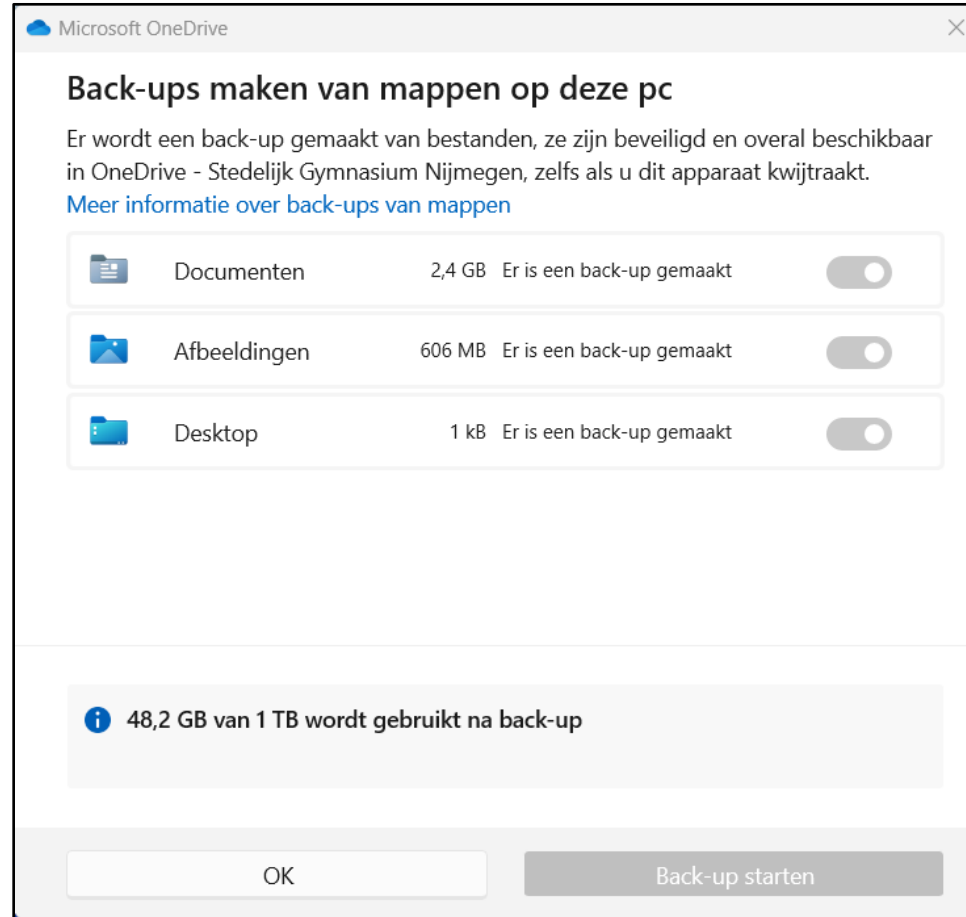 Microsoft OneDrive
Back-ups maken van mappen op deze pc
Er wordt een back-up gemaakt van bestanden, ze zijn beveiligd en overal beschikbaar
in OneDrive - Stedelijk Gymnasium Nijmegen, zelfs als u dit apparaat kwijtraakt.
Meer informatie over back-ups van mappen
Documenten 2,4 GB Er is een back-up gemaakt
Afbeeldingen 606 MB Er is een back-up gemaakt
Desktop 1 kB Er is een back-up gemaakt
48,2 GB van 1 TB wordt gebruikt na back-up
OK Back-up starten